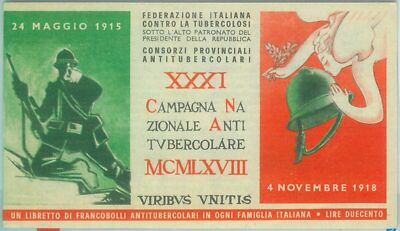 24 MAGGIO 1915
FEDERAZIONE ITALIANA
CONTRO LA TUBERCOLOSI
SOTTO L'ALTO PATRONATO DEL
PRESIDENTE DELLA REPUBBLICA
CONSORZI PROVINCIALI
ANTITUBERCOLARI
XXXI
CAMPAGNA NA
ZIONALE ANTI
TVBERCOLARE
MCMLXVIII
VIRIBVS VNITIS
4 NOVEMBRE 1918
UN LIBRETTO DI FRANCOBOLLI ANTITUBERCOLARI IN OGNI FAMIGLIA ITALIANA • LIRE DUECENTO